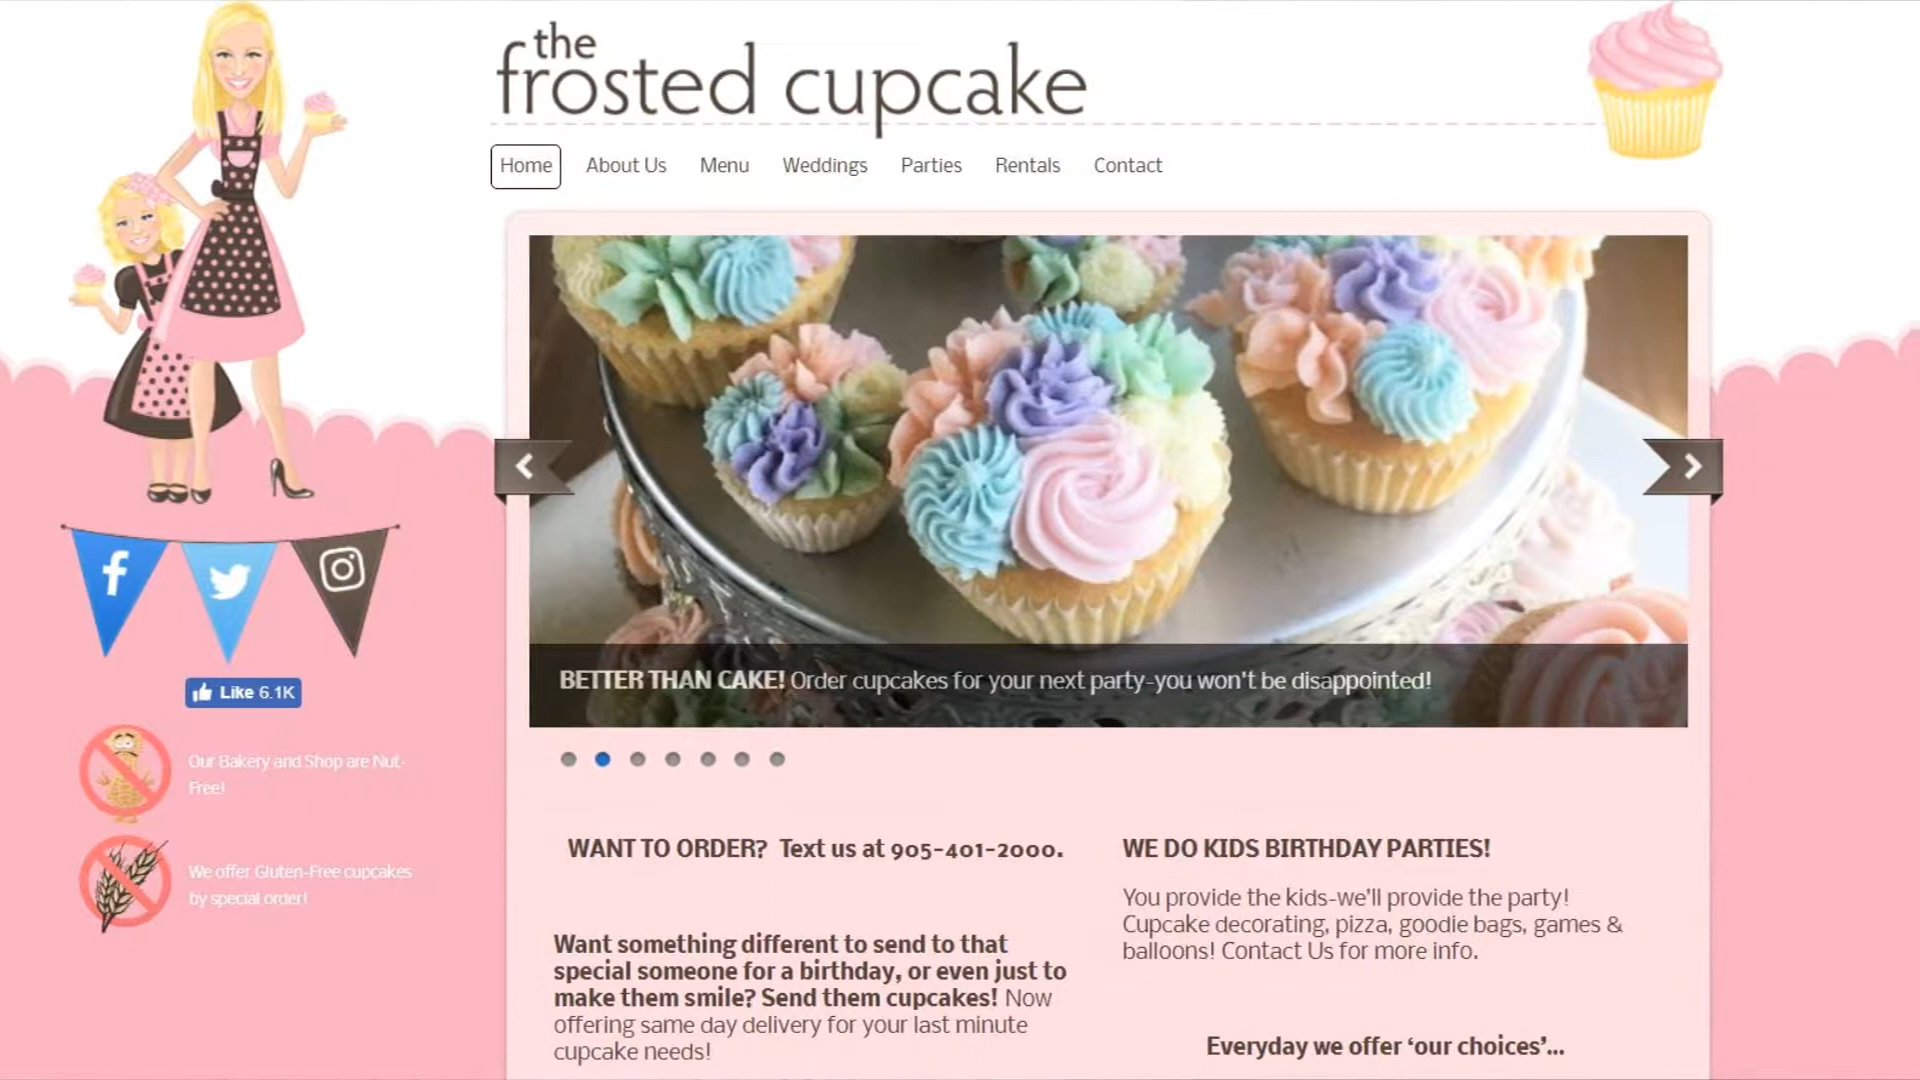 the
frosted cupcake
Home About Us Menu Weddings Parties Rentals Contact
BETTER THAN CAKE! Order cupcakes for your next party-you won't be disappointed!
f
Like 6.1K
Our Bakery and Shop are Nut-
Free!
We offer Gluten-Free cupcakes
by special order!
WANT TO ORDER? Text us at 905-401-2000.
Want something different to send to that
special someone for a birthday, or even just to
make them smile? Send them cupcakes! Now
offering same day delivery for your last minute
cupcake needs!
WE DO KIDS BIRTHDAY PARTIES!
You provide the kids-we'll provide the party!
Cupcake decorating, pizza, goodie bags, games &
balloons! Contact Us for more info.
Everyday we offer ‘our choices’...